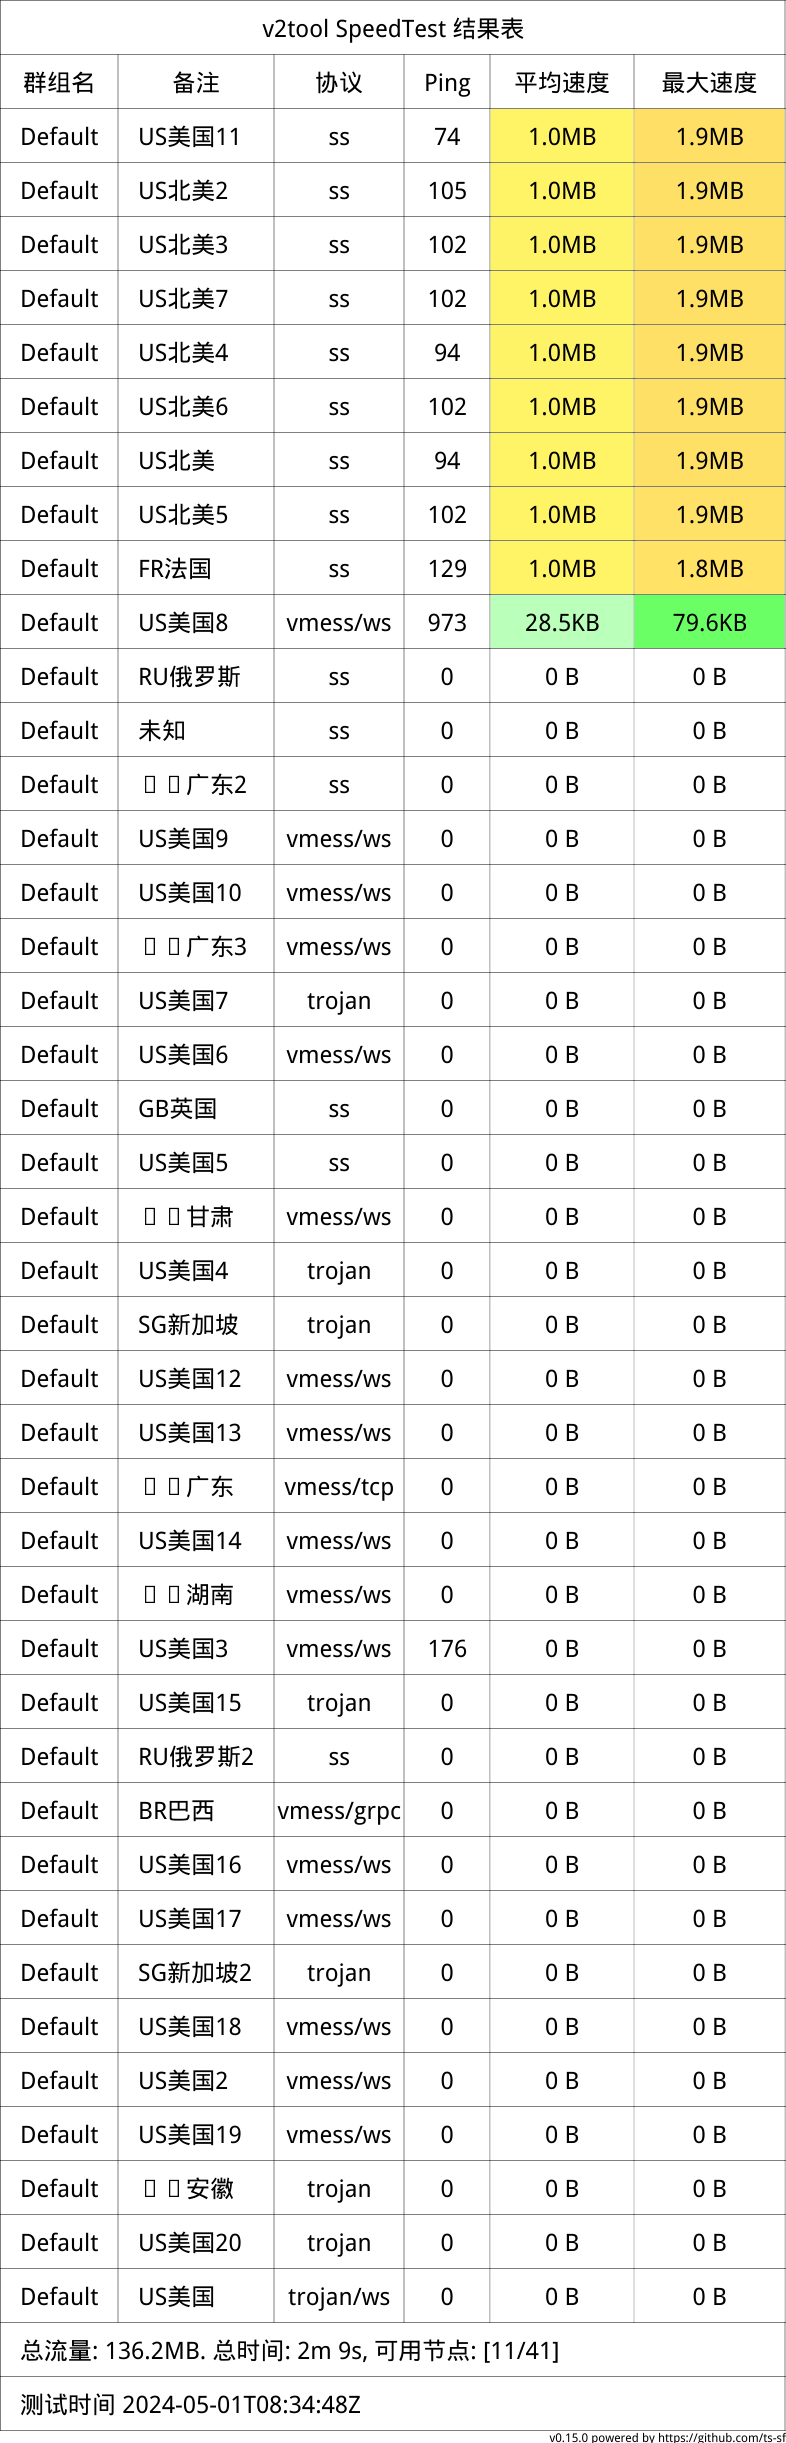 v2tool SpeedTest 结果表
群组名 备注 协议 Ping 平均速度 最大速度
Default US美国11 ss 74 1.0MB 1.9MB
Default US北美2 ss 105 1.0MB 1.9MB
Default US北美3 ss 102 1.0MB 1.9MB
Default US北美7 ss 102 1.0MB 1.9MB
Default US北美4 ss 94 1.0MB 1.9MB
Default US北美6 ss 102 1.0MB 1.9MB
Default US北美 ss 94 1.0MB 1.9MB
Default US北美5 ss 102 1.0MB 1.9MB
Default FR法国 ss 129 1.0MB 1.8MB
Default US美国8 vmess/ws 973 28.5KB 79.6KB
Default RU俄罗斯 ss 0 0 B 0 B
Default 未知 ss 0 0 B 0 B
Default 广东2 ss 0 0 B 0 B
Default US美国9 vmess/ws 0 0 B 0 B
Default US美国10 vmess/ws 0 0 B 0 B
Default 广东3 vmess/ws 0 0 B 0 B
Default US美国7 trojan 0 0 B 0 B
Default US美国6 vmess/ws 0 0 B 0 B
Default GB英国 ss 0 0 B 0 B
Default US美国5 ss 0 0 B 0 B
Default 甘肃 vmess/ws 0 0 B 0 B
Default US美国4 trojan 0 0 B 0 B
Default SG新加坡 trojan 0 0 B 0 B
Default US美国12 vmess/ws 0 0 B 0 B
Default US美国13 vmess/ws 0 0 B 0 B
Default 广东 vmess/tcp 0 0 B 0 B
Default US美国14 vmess/ws 0 0 B 0 B
Default 湖南 vmess/ws 0 0 B 0 B
Default US美国3 vmess/ws 176 0 B 0 B
Default US美国15 trojan 0 0 B 0 B
Default RU俄罗斯2 ss 0 0 B 0 B
Default BR巴西 vmess/grpc 0 0 B 0 B
Default US美国16 vmess/ws 0 0 B 0 B
Default US美国17 vmess/ws 0 0 B 0 B
Default SG新加坡2 trojan 0 0 B 0 B
Default US美国18 vmess/ws 0 0 B 0 B
Default US美国2 vmess/ws 0 0 B 0 B
Default US美国19 vmess/ws 0 0 B 0 B
Default 安徽 trojan 0 0 B 0 B
Default US美国20 trojan 0 0 B 0 B
Default US美国 trojan/ws 0 0 B 0 B
总流量: 136.2MB. 总时间: 2m 9s, 可用节点: [11/41]
测试时间 2024-05-01T08:34:48Z
v0.15.0 powered by https://github.com/ts-sf